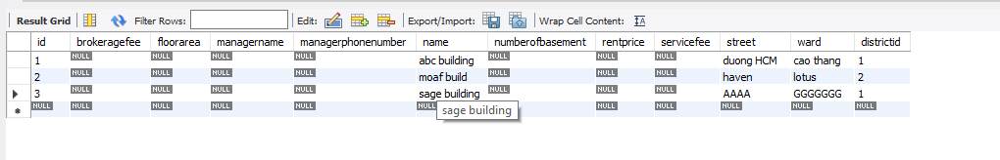 Result Grid Filter Rows: Edit: Export/Import: Wrap Cell Content: IA
id brokeragefee floorarea managername managerphonenumber name numberofbasement rentprice servicefee street ward districtid
1 NULL NULL NULL NULL abc building NULL NULL NULL duong HCM cao thang 1
2 NULL NULL NULL NULL moaf build NULL NULL NULL haven lotus 2
3 NULL NULL NULL NULL sage building NULL NULL NULL AAAA GGGGGGG 1
NULL NULL NULL NULL NULL NULL NULL NULL NULL NULL NULL NULL
sage building